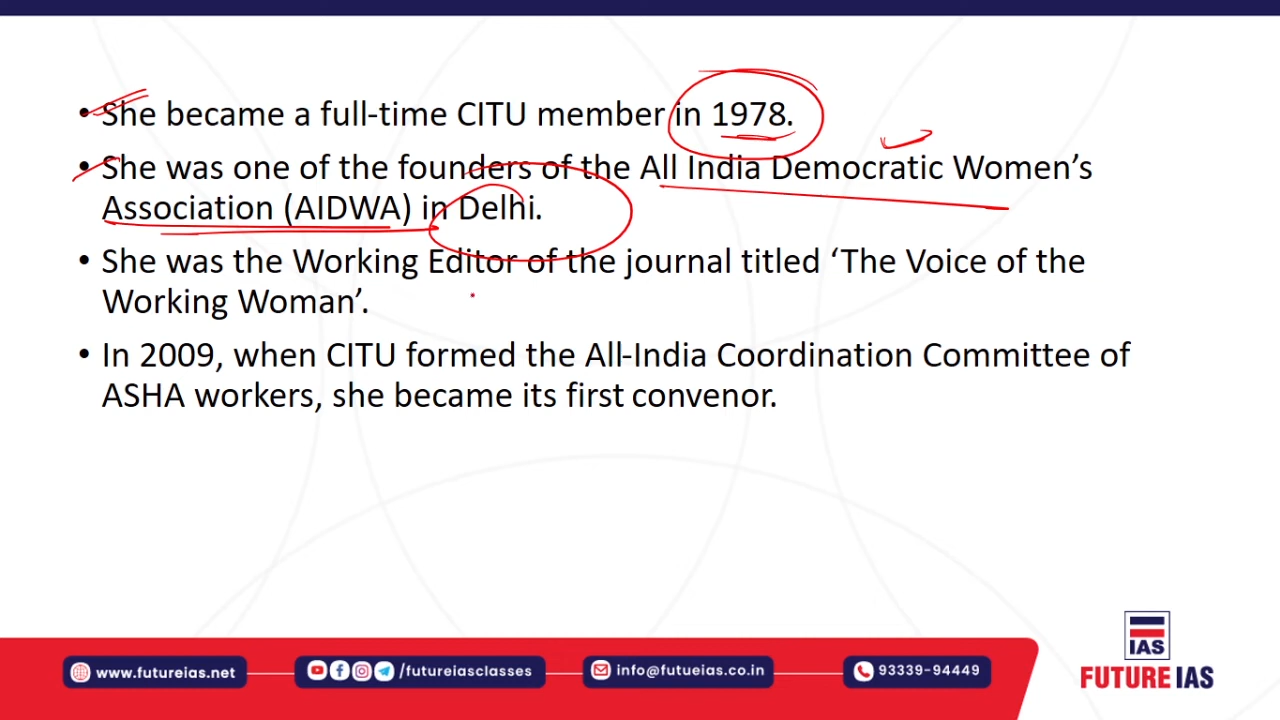 • She became a full-time CITU member in 1978.
• She was one of the founders of the All India Democratic Women’s
Association (AIDWA) in Delhi.
• She was the Working Editor of the journal titled ‘The Voice of the
Working Woman’.
• In 2009, when CITU formed the All-India Coordination Committee of
ASHA workers, she became its first convenor.
IAS
FUTURE IAS
www.futureias.net
/futureiasclasses
info@futueias.co.in
93339-94449